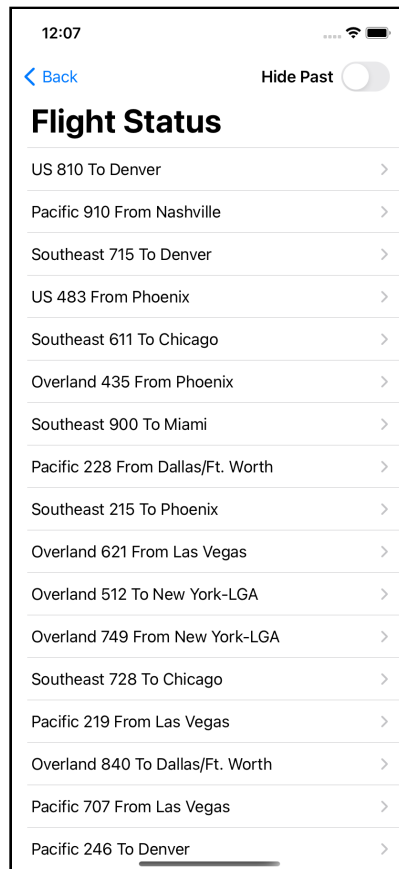 12:07
Back
Hide Past
Flight Status
US 810 To Denver
Pacific 910 From Nashville
Southeast 715 To Denver
US 483 From Phoenix
Southeast 611 To Chicago
Overland 435 From Phoenix
Southeast 900 To Miami
Pacific 228 From Dallas/Ft. Worth
Southeast 215 To Phoenix
Overland 621 From Las Vegas
Overland 512 To New York-LGA
Overland 749 From New York-LGA
Southeast 728 To Chicago
Pacific 219 From Las Vegas
Overland 840 To Dallas/Ft. Worth
Pacific 707 From Las Vegas
Pacific 246 To Denver